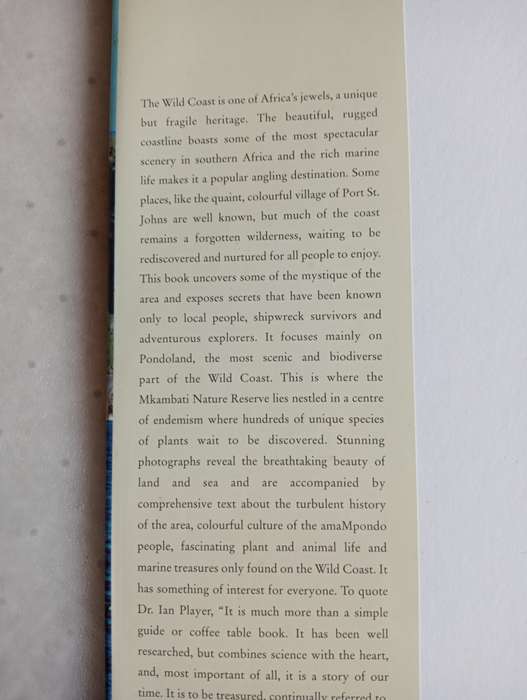 The Wild Coast is one of Africa's jewels, a unique
but fragile heritage. The beautiful, rugged
coastline boasts some of the most spectacular
scenery in southern Africa and the rich marine
life makes it a popular angling destination. Some
places, like the quaint, colourful village of Port St.
Johns are well known, but much of the coast
remains a forgotten wilderness, waiting to be
rediscovered and nurtured for all people to enjoy.
This book uncovers some of the mystique of the
area and exposes secrets that have been known
only to local people, shipwreck survivors and
adventurous explorers. It focuses mainly on
Pondoland, the most scenic and biodiverse
part of the Wild Coast. This is where the
Mkambati Nature Reserve lies nestled in a centre
of endemism where hundreds of unique species
of plants wait to be discovered. Stunning
photographs reveal the breathtaking beauty of
land and sea and are accompanied by
comprehensive text about the turbulent history
of the area, colourful culture of the amaMpondo
people, fascinating plant and animal life and
marine treasures only found on the Wild Coast. It
has something of interest for everyone. To quote
Dr. Ian Player, “It is much more than a simple
guide or coffee table book. It has been well
researched, but combines science with the heart,
and, most important of all, it is a story of our
time. It is to be treasured, continually referred to